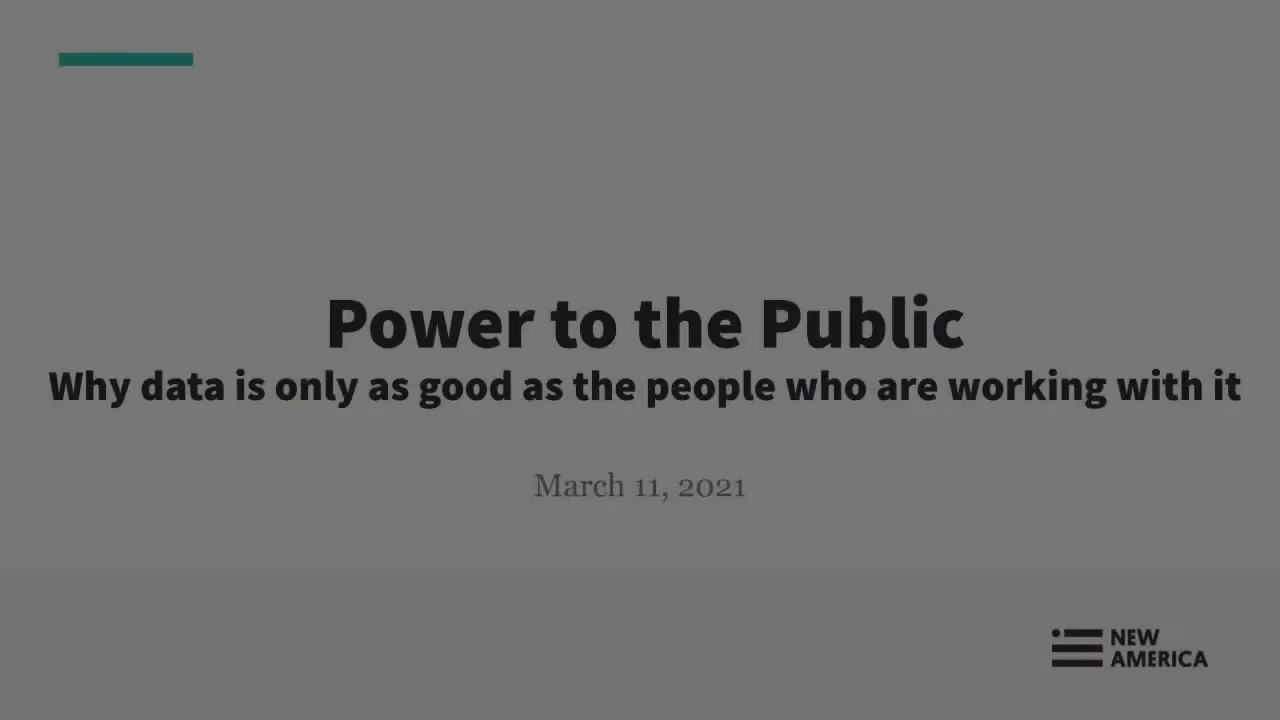 Power to the Public
Why data is only as good as the people who are working with it
March 11, 2021
NEW
AMERICA